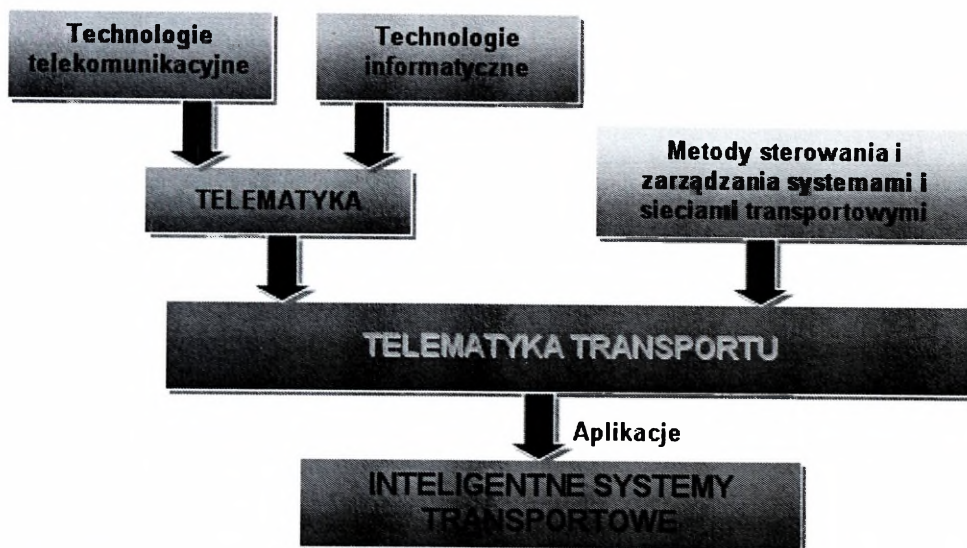 Technologie
telekomunikacyjne
Technologie
informatyczne
Metody sterowania i
zarządzania systemami i
sieciami transportowymi
TELEMATYKA
TELEMATYKA TRANSPORTU
Aplikacje
INTELIGENTNE SYSTEMY
TRANSPORTOWE